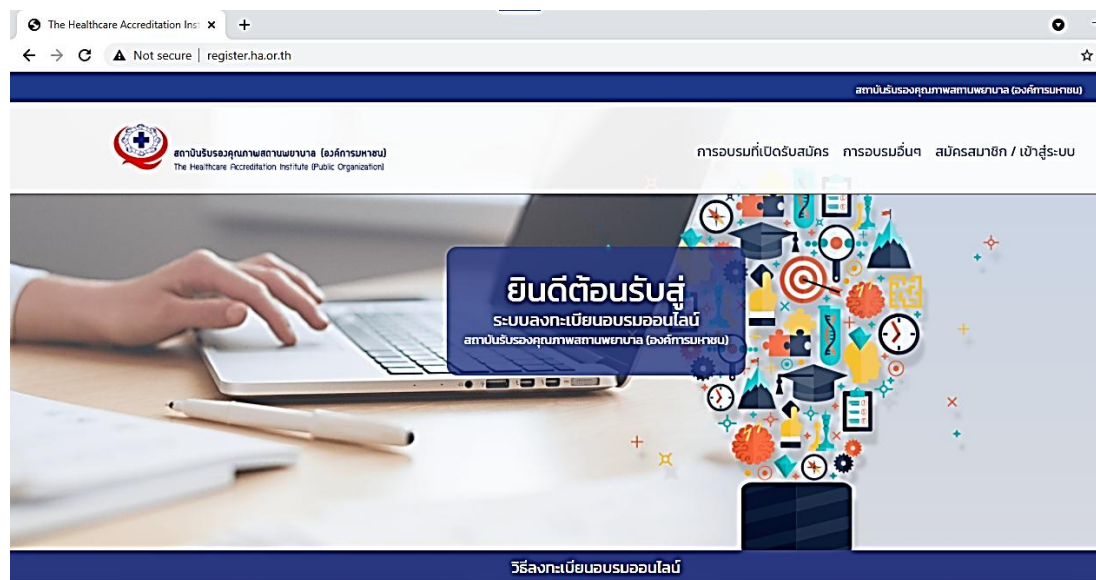 The Healthcare Accreditation Inst
Not secure | register.ha.or.th
สถาบันรับรองคุณภาพสถานพยาบาล (องค์การมหาชน)
สถาบันรับรองคุณภาพสถานพยาบาล (องค์การมหาชน)
The Healthcare Accreditation Institute (Public Organization)
การอบรมที่เปิดรับสมัคร การอบรมอื่นๆ สมัครสมาชิก / เข้าสู่ระบบ
ยินดีต้อนรับสู่
ระบบลงทะเบียนอบรมออนไลน์
สถาบันรับรองคุณภาพสถานพยาบาล (องค์การมหาชน)
วิธีลงทะเบียนอบรมออนไลน์